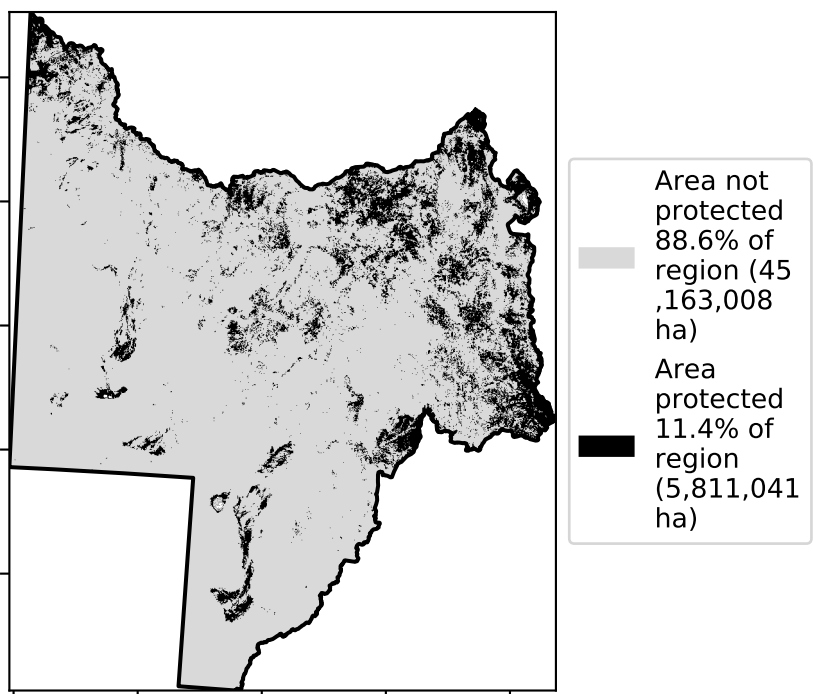 Area not
protected
88.6% of
region (45
,163,008
ha)
Area
protected
11.4% of
region
(5,811,041
ha)